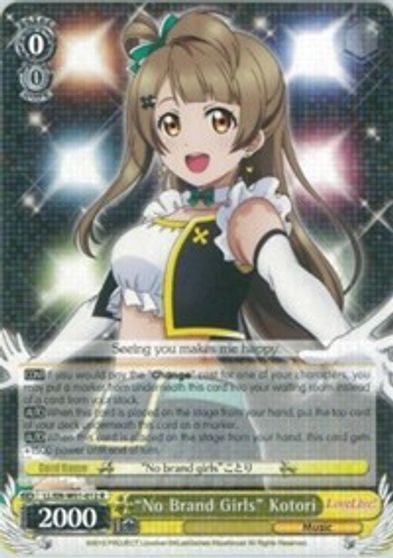 0
0
Seeing you makes me happy.
CONT If you would pay the "Change" cost for one of your characters, you
may put a marker from underneath this card into your waiting room instead
of a card from your stock.
AUTO When this card is placed on the stage from your hand, put the top card
of your deck underneath this card as a marker.
AUTO When this card is placed on the stage from your hand, this card gets
+1500 power until end of turn.
Card Name "No brand girls"ことり
"No Brand Girls" Kotori
LoveLive!
2000
Music